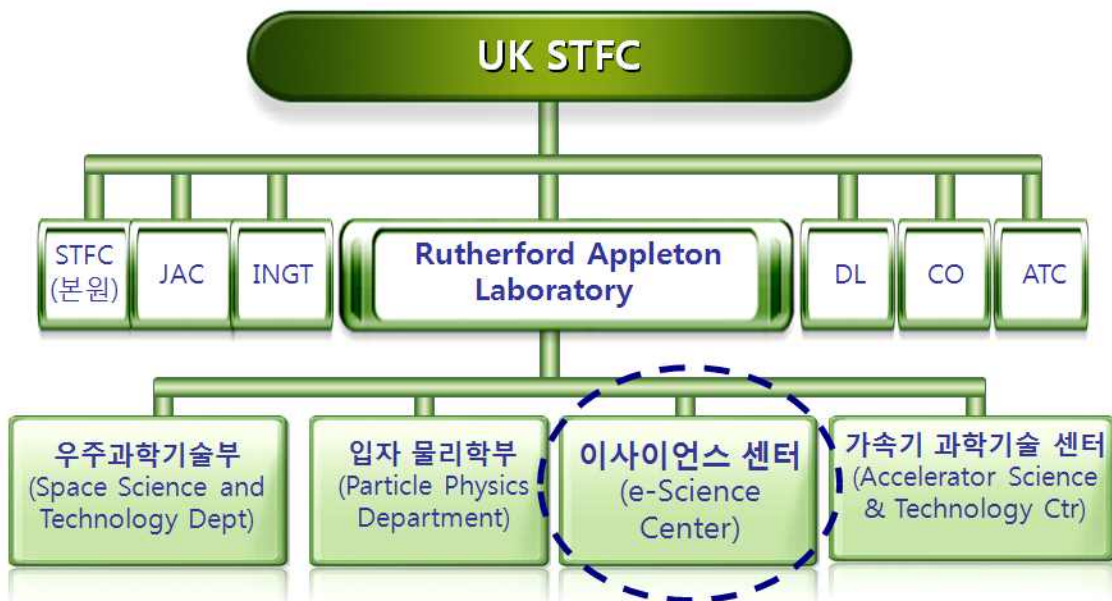 UK STFC
STFC
(본원)
JAC
INGT
Rutherford Appleton
Laboratory
DL
CO
ATC
우주과학기술부
(Space Science and
Technology Dept)
입자 물리학부
(Particle Physics
Department)
이사이언스 센터
(e-Science
Center)
가속기 과학기술 센터
(Accelerator Science
& Technology Ctr)